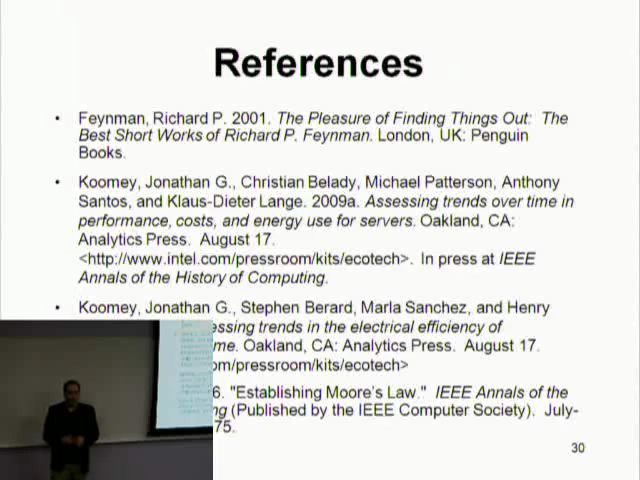 References
• Feynman, Richard P. 2001. The Pleasure of Finding Things Out: The
Best Short Works of Richard P. Feynman. London, UK: Penguin
Books.
• Koomey, Jonathan G., Christian Belady, Michael Patterson, Anthony
Santos, and Klaus-Dieter Lange. 2009a. Assessing trends over time in
performance, costs, and energy use for servers. Oakland, CA:
Analytics Press. August 17.
<http://www.intel.com/pressroom/kits/ecotech>. In press at IEEE
Annals of the History of Computing.
• Koomey, Jonathan G., Stephen Berard, Marla Sanchez, and Henry
essing trends in the electrical efficiency of
me. Oakland, CA: Analytics Press. August 17.
om/pressroom/kits/ecotech>
6. "Establishing Moore's Law." IEEE Annals of the
ng (Published by the IEEE Computer Society). July-
75.
30